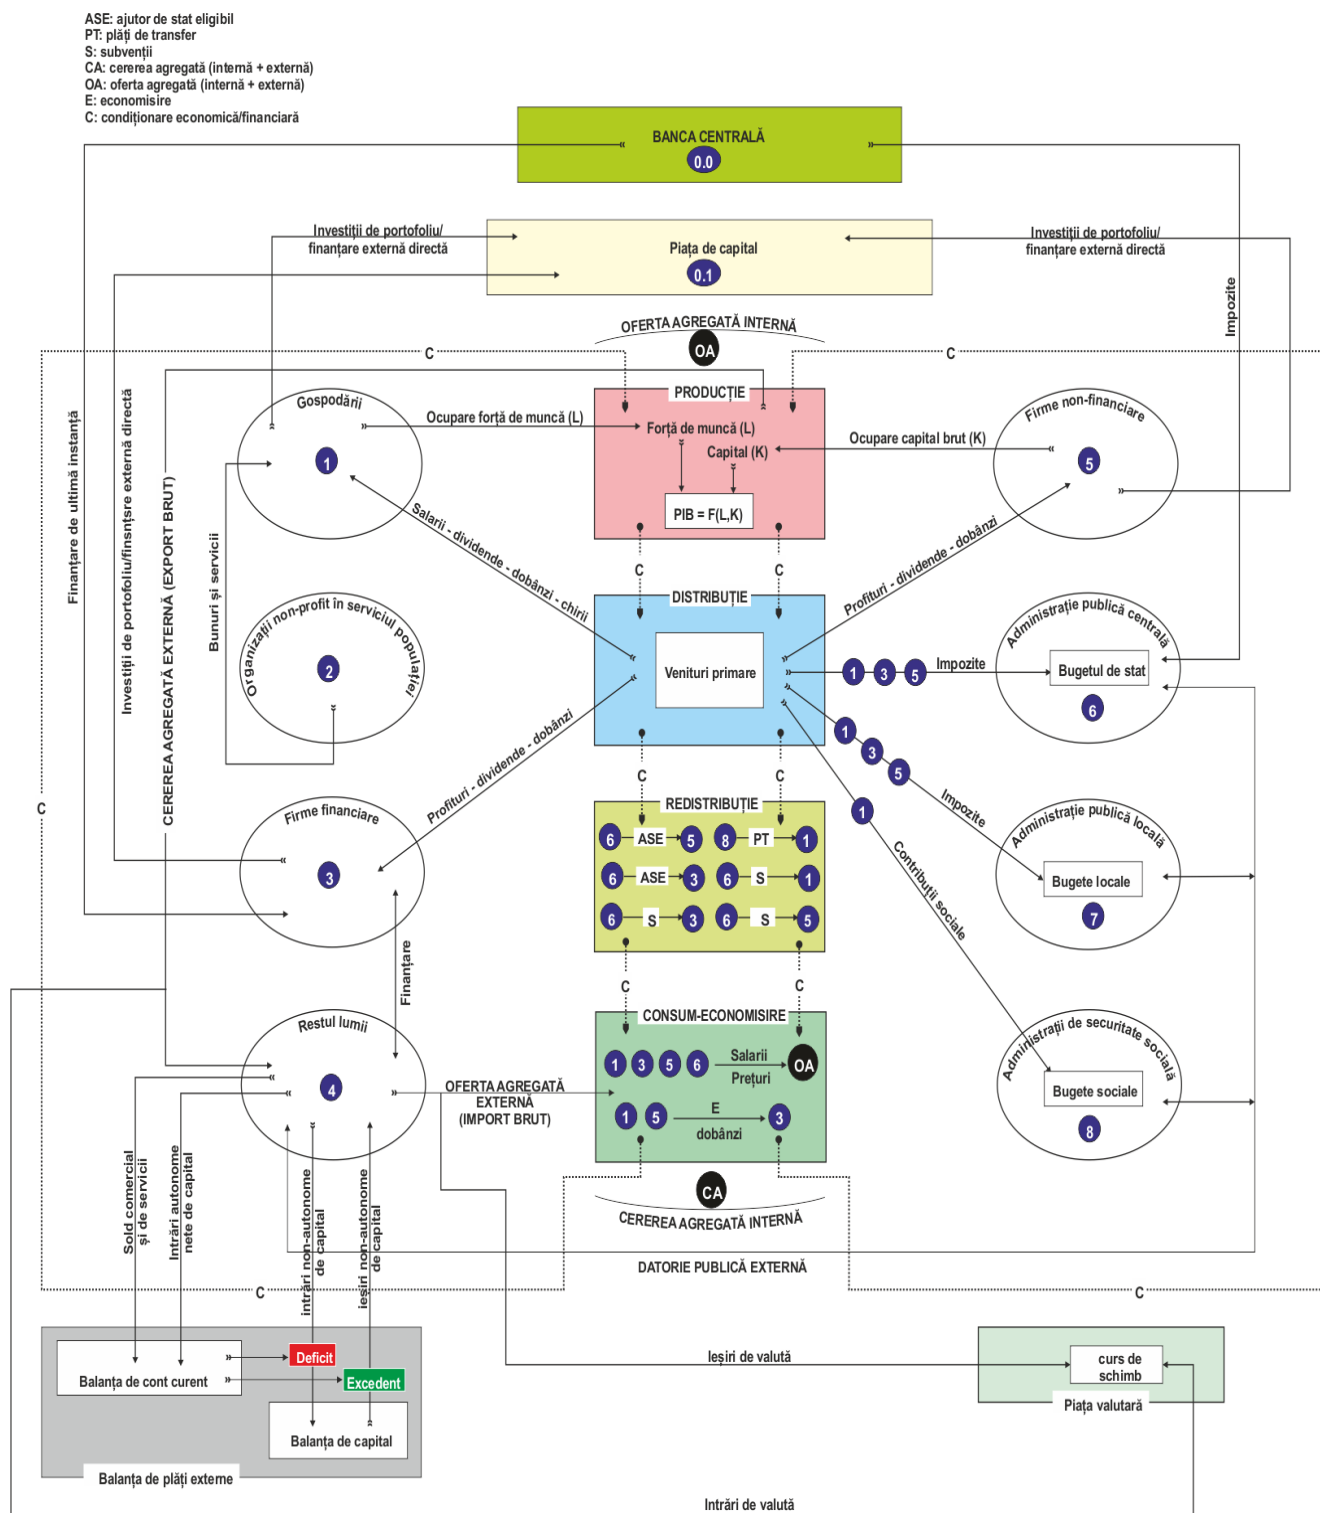 ASE: ajutor de stat eligibil
PT: plăți de transfer
S: subvenții
CA: cererea agregată (internă + externă)
OA: oferta agregată (internă + externă)
E: economisire
C: condiționare economică/financiară
BANCA CENTRALĂ
0.0
Investiții de portofoliu/
finanțare externă directă
Piața de capital
0.1
Investiții de portofoliu/
finanțare externă directă
Impozite
OFERTA AGREGATĂ INTERNĂ
OA
C
C
Finanțare de ultimă instanță
Investiții de portofoliu/finsnțsre externă directă
CEREREA AGREGATĂ EXTERNĂ (EXPORT BRUT)
Gospodării
1
Ocupare forță de muncă (L)
PRODUCȚIE
Forță de muncă (L)
Capital (K)
PIB = F(L,K)
Ocupare capital brut (K)
Firme non-financiare
5
Bunuri și servicii
Salarii - dividende - dobânzi - chirii
C
C
Profituri - dividende - dobânzi
Organizații non-profit în serviciul populației
2
DISTRIBUȚIE
Venituri primare
1
3
5
Impozite
Administrație publică centrală
Bugetul de stat
6
Profituri - dividende - dobânzi
C
C
1
3
5
Impozite
1
Contribuții sociale
C
Firme financiare
3
REDISTRIBUȚIE
6 ASE 5
8 PT 1
6 ASE 3
6 S 1
6 S 3
6 S 5
Administrație publică locală
Bugete locale
7
Finanțare
C
C
Restul lumii
4
OFERTA AGREGATĂ
EXTERNĂ
(IMPORT BRUT)
CONSUM-ECONOMISIRE
1 3 5 6
Salarii
Prețuri
OA
1 5
E
dobânzi
3
Administrații de securitate socială
Bugete sociale
8
CA
CEREREA AGREGATĂ INTERNĂ
Sold comercial
și de servicii
Intrări autonome
nete de capital
intrări non-autonome
de capital
ieșiri non-autonome
de capital
DATORIE PUBLICĂ EXTERNĂ
C
C
Balanța de cont curent
Deficit
Excedent
Balanța de capital
Balanța de plăți externe
Ieșiri de valută
curs de
schimb
Piața valutară
Intrări de valută